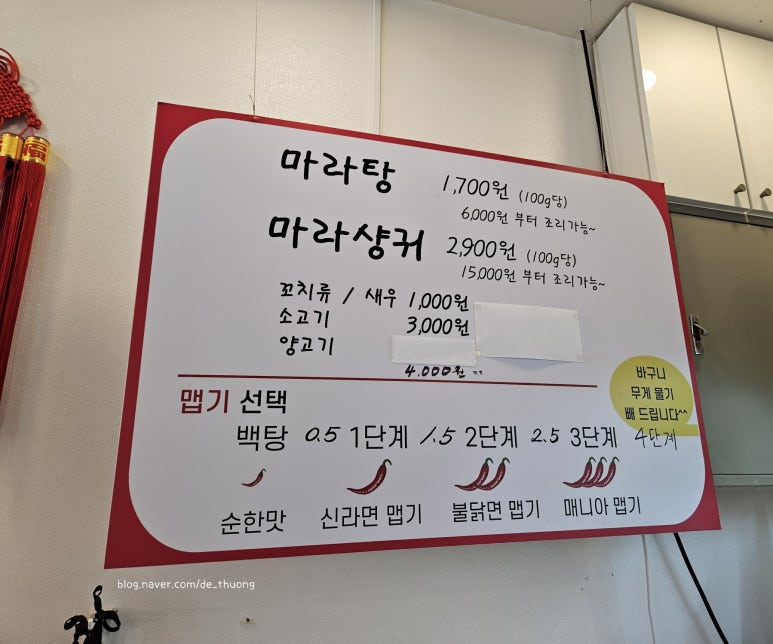 마라탕 1,700원 (100g당)
6,000원 부터 조리가능~
마라샹궈 2,900원 (100g당)
15,000원 부터 조리가능~
꼬치류 / 새우 1,000원
소고기 3,000원
양고기
4.000원
바구니
무게 물기
빼 드립니다^^
맵기 선택
백탕 0.5 1단계 1.5 2단계 2.5 3단계 4단계
순한맛 신라면 맵기 불닭면 맵기 매니아 맵기
blog.naver.com/de_thuong